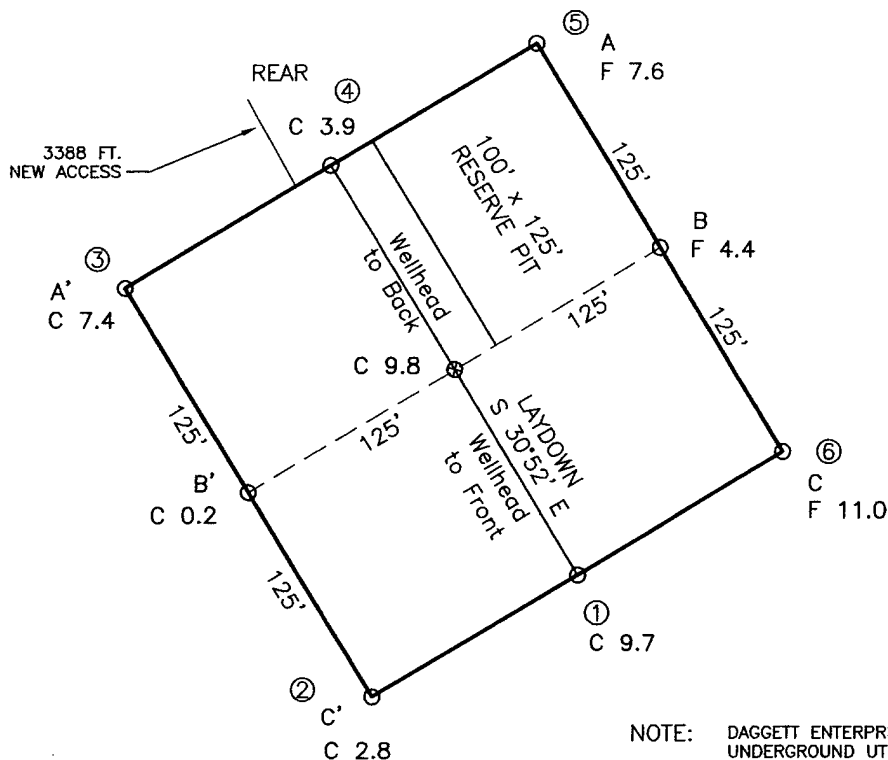 ⑤
A
F 7.6
REAR
④
C 3.9
3388 FT.
NEW ACCESS
100' x 125'
RESERVE PIT
125'
③
A'
C 7.4
Wellhead
to Back
B
F 4.4
125'
125'
C 9.8
125'
125'
LAYDOWN
S 30°52' E
Wellhead
to Front
⑥
C
F 11.0
B'
C 0.2
125'
①
C 9.7
②
C'
C 2.8
NOTE: DAGGETT ENTERPR
UNDERGROUND UT